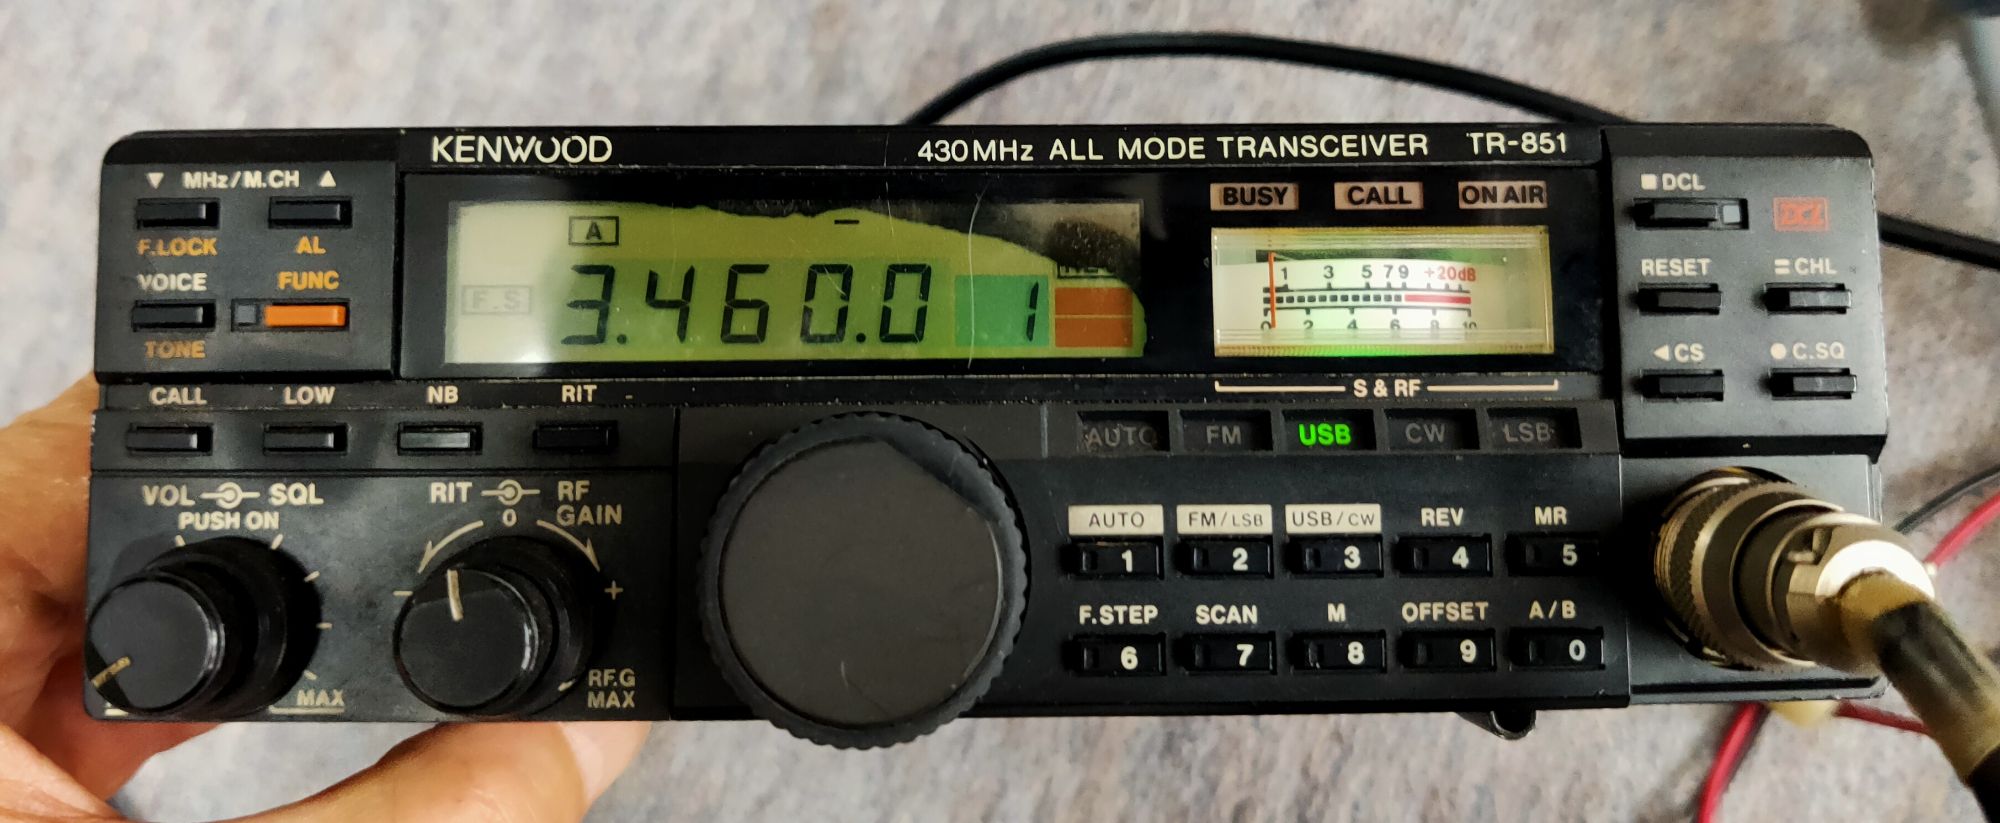 KENWOOD 430MHz ALL MODE TRANSCEIVER TR-851
▼ MHz/M.CH ▲
F.LOCK AL
VOICE FUNC
TONE
A
F.S 3.460.0 1
BUSY CALL ON AIR
1 3 5 7 9 +20dB
0 2 4 6 8 10
S & RF
■ DCL DCL
RESET = CHL
◀ CS ● C.SQ
CALL LOW NB RIT
AUTO FM USB CW LSB
VOL SQL
PUSH ON
MAX
RIT RF GAIN
0
+
RF.G
MAX
AUTO FM/LSB USB/CW REV MR
1 2 3 4 5
F.STEP SCAN M OFFSET A/B
6 7 8 9 0